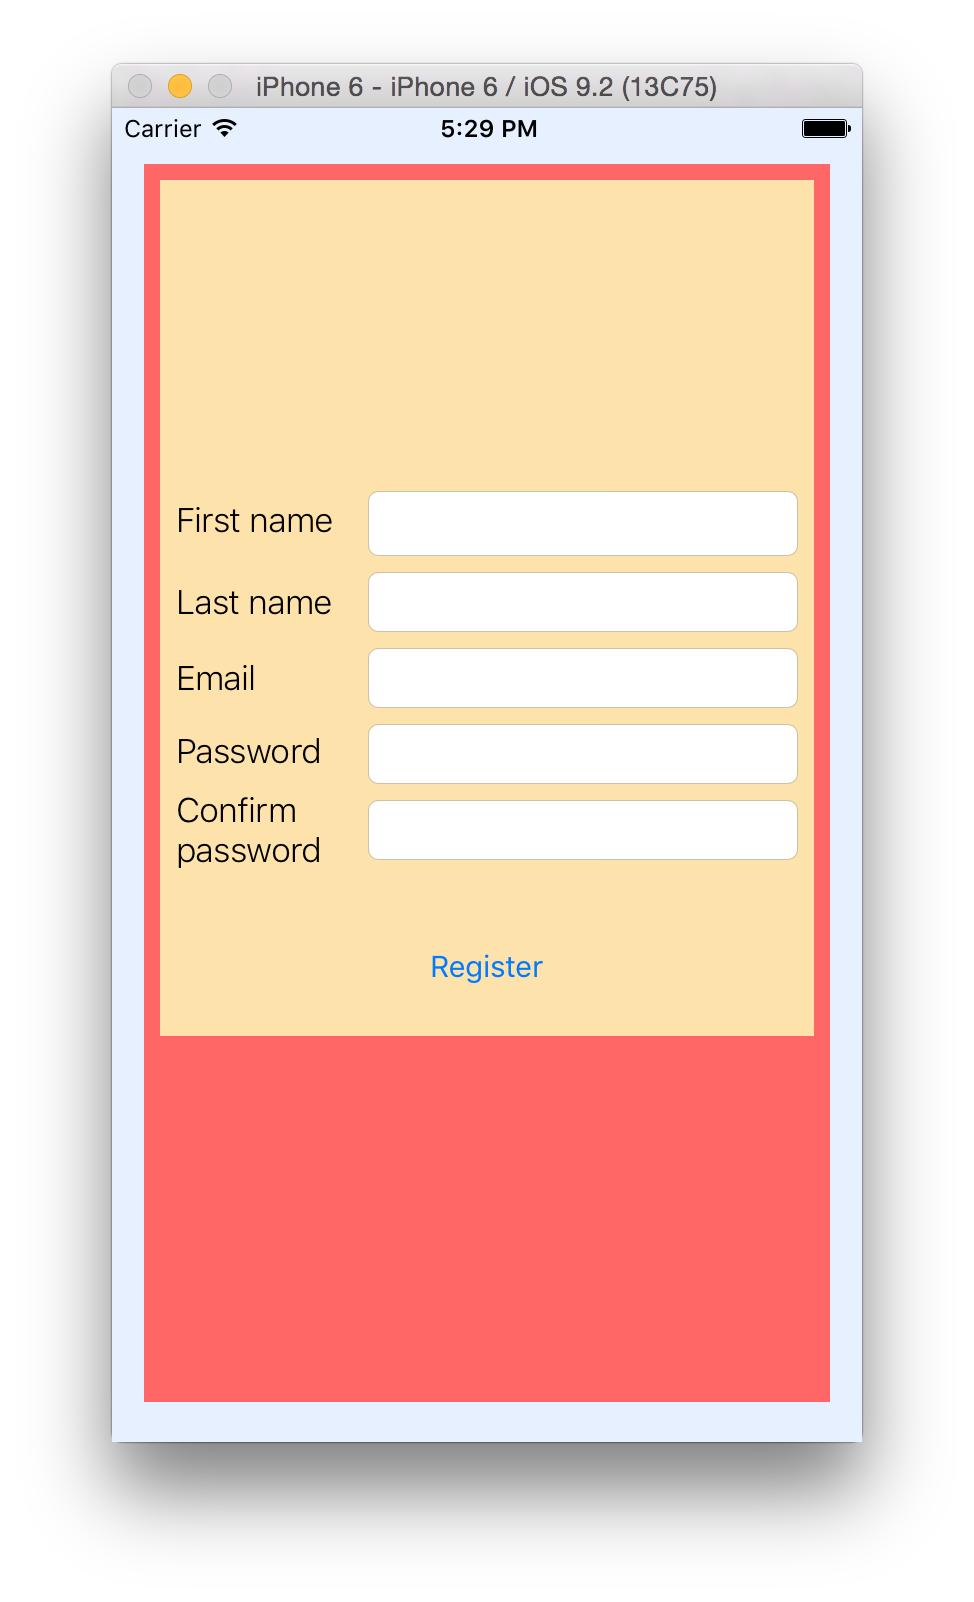 iPhone 6 - iPhone 6 / iOS 9.2 (13C75)
Carrier 5:29 PM
First name
Last name
Email
Password
Confirm
password
Register